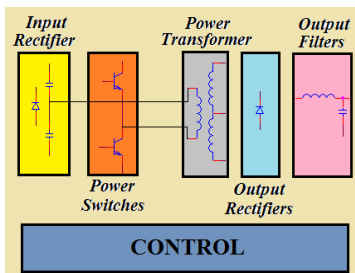 Input
Rectifier
Power
Transformer
Output
Filters
Power
Switches
Output
Rectifiers
CONTROL